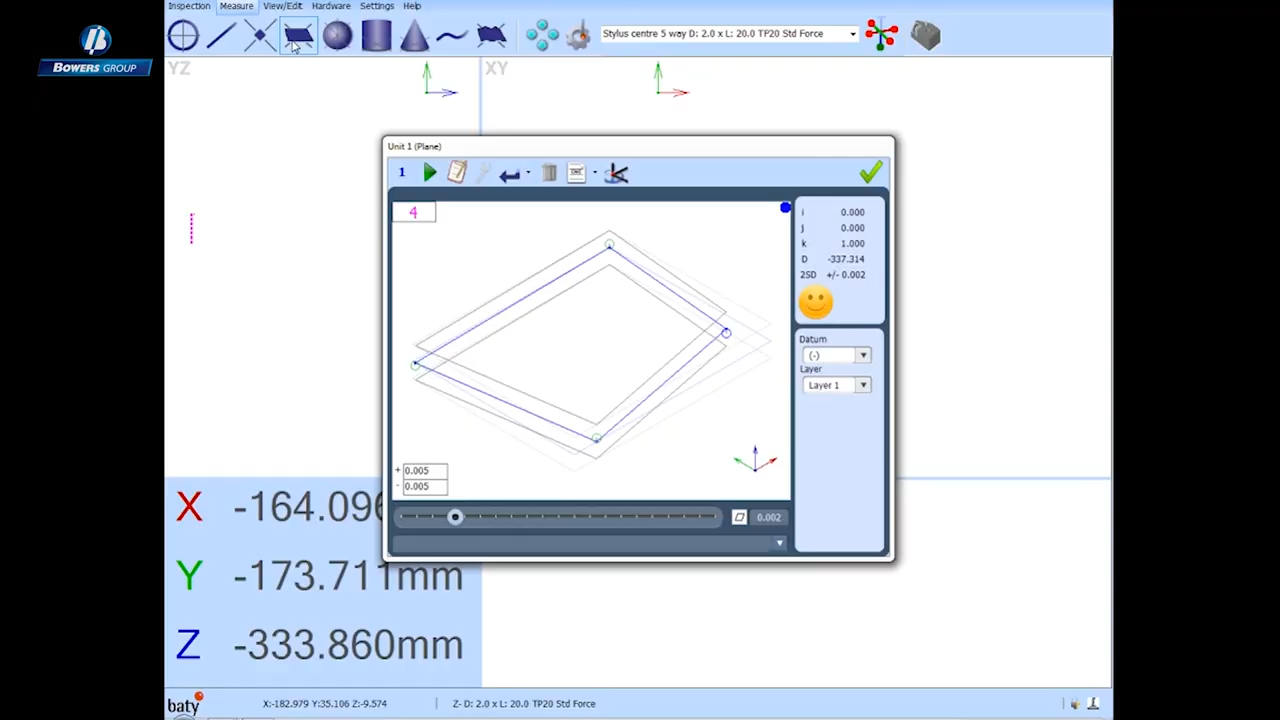 Inspection Measure View/Edit Hardware Settings Help
Stylus centre 5 way D: 2.0 x L: 20.0 TP20 Std Force
BOWERS GROUP
YZ
XY
Unit 1 (Plane)
1
4
i 0.000
j 0.000
k 1.000
D -337.314
2SD +/- 0.002
Datum
(-)
Layer
Layer 1
+ 0.005
- 0.005
0.002
X -164.096
Y -173.711mm
Z -333.860mm
baty
X:-182.979 Y:35.106 Z:-9.574
Z- D: 2.0 x L: 20.0 TP20 Std Force